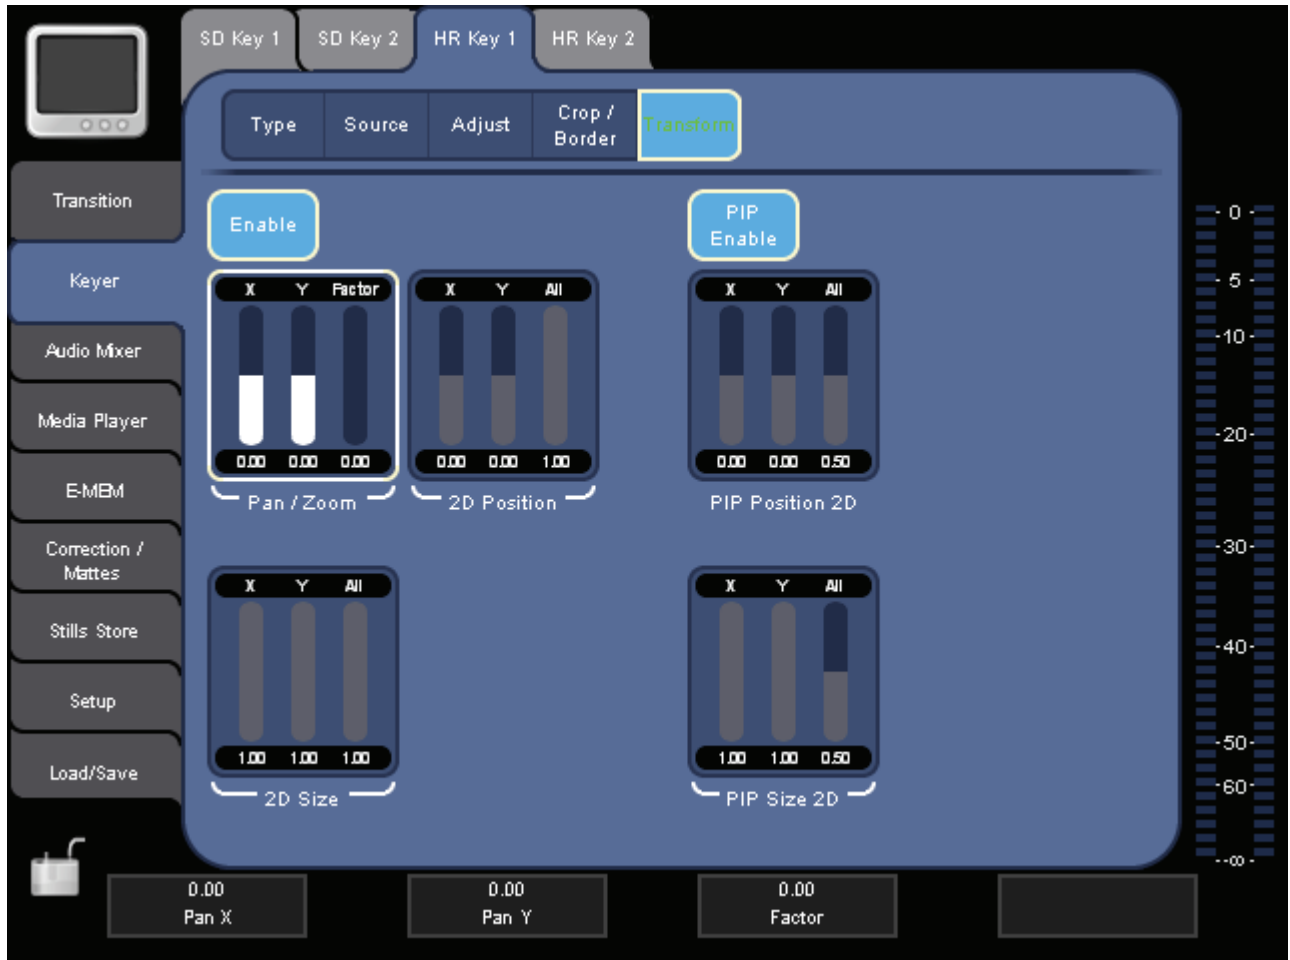 SD Key 1 SD Key 2 HR Key 1 HR Key 2
Type Source Adjust Crop / Border Transform
Transition
Keyer
Audio Mixer
Media Player
E-MEM
Correction /
Mattes
Stills Store
Setup
Load/Save
Enable
PIP
Enable
X Y Factor
0.00 0.00 0.00
Pan / Zoom
X Y All
0.00 0.00 1.00
2D Position
X Y All
0.00 0.00 0.50
PIP Position 2D
X Y All
1.00 1.00 1.00
2D Size
X Y All
1.00 1.00 0.50
PIP Size 2D
- 0 -
- 5 -
-10-
-20-
-30-
-40-
-50-
-60-
--∞-
0.00
Pan X
0.00
Pan Y
0.00
Factor